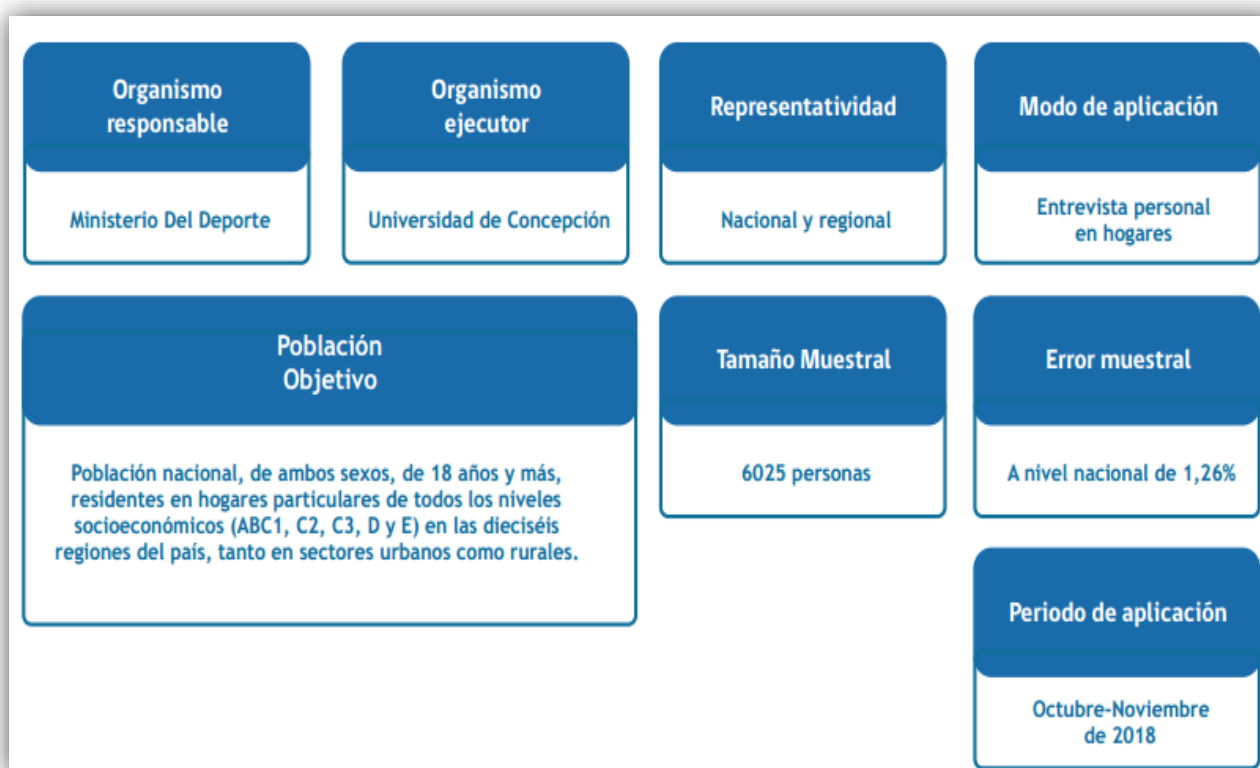 Organismo
responsable
Ministerio Del Deporte
Organismo
ejecutor
Universidad de Concepción
Representatividad
Nacional y regional
Modo de aplicación
Entrevista personal
en hogares
Población
Objetivo
Población nacional, de ambos sexos, de 18 años y más,
residentes en hogares particulares de todos los niveles
socioeconómicos (ABC1, C2, C3, D y E) en las dieciséis
regiones del país, tanto en sectores urbanos como rurales.
Tamaño Muestral
6025 personas
Error muestral
A nivel nacional de 1,26%
Periodo de aplicación
Octubre-Noviembre
de 2018